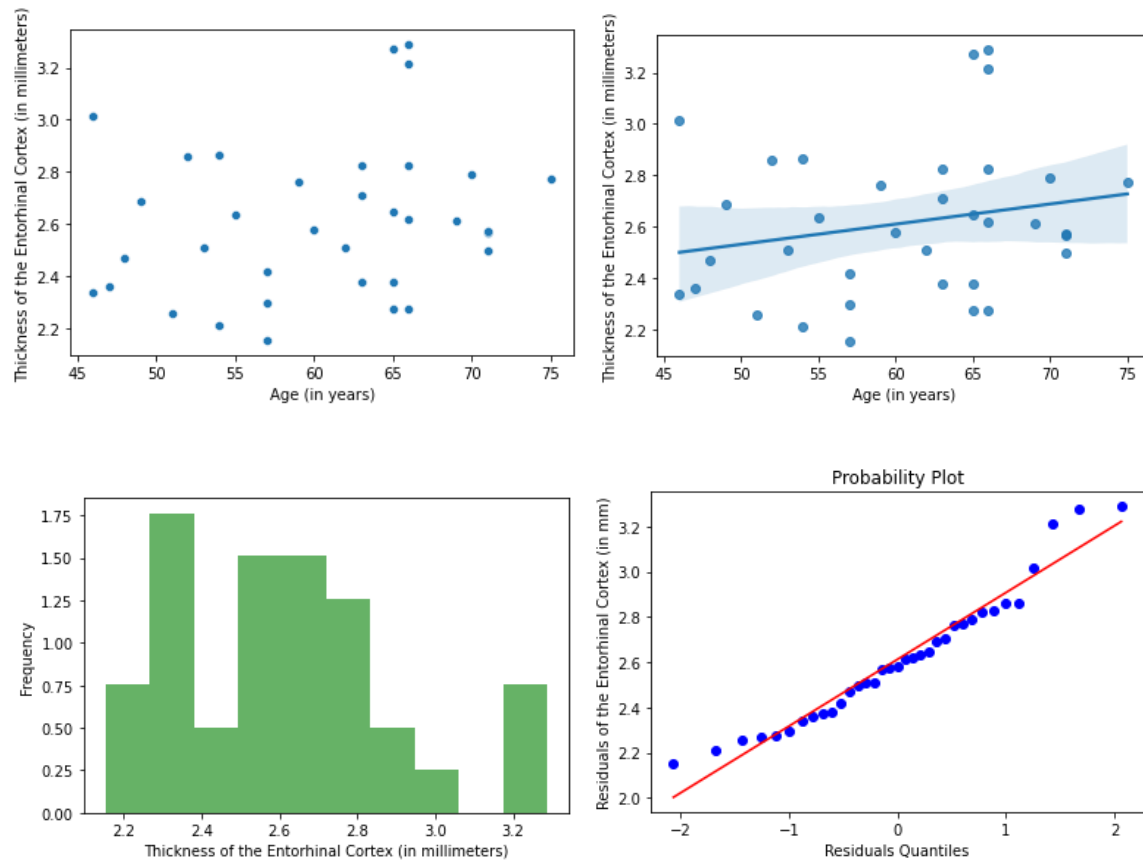 Thickness of the Entorhinal Cortex (in millimeters)
3.2
3.0
2.8
2.6
2.4
2.2
45 50 55 60 65 70 75
Age (in years)
Thickness of the Entorhinal Cortex (in millimeters)
3.2
3.0
2.8
2.6
2.4
2.2
45 50 55 60 65 70 75
Age (in years)
Frequency
1.75
1.50
1.25
1.00
0.75
0.50
0.25
0.00
2.2 2.4 2.6 2.8 3.0 3.2
Thickness of the Entorhinal Cortex (in millimeters)
Probability Plot
Residuals of the Entorhinal Cortex (in mm)
3.2
3.0
2.8
2.6
2.4
2.2
2.0
−2 −1 0 1 2
Residuals Quantiles